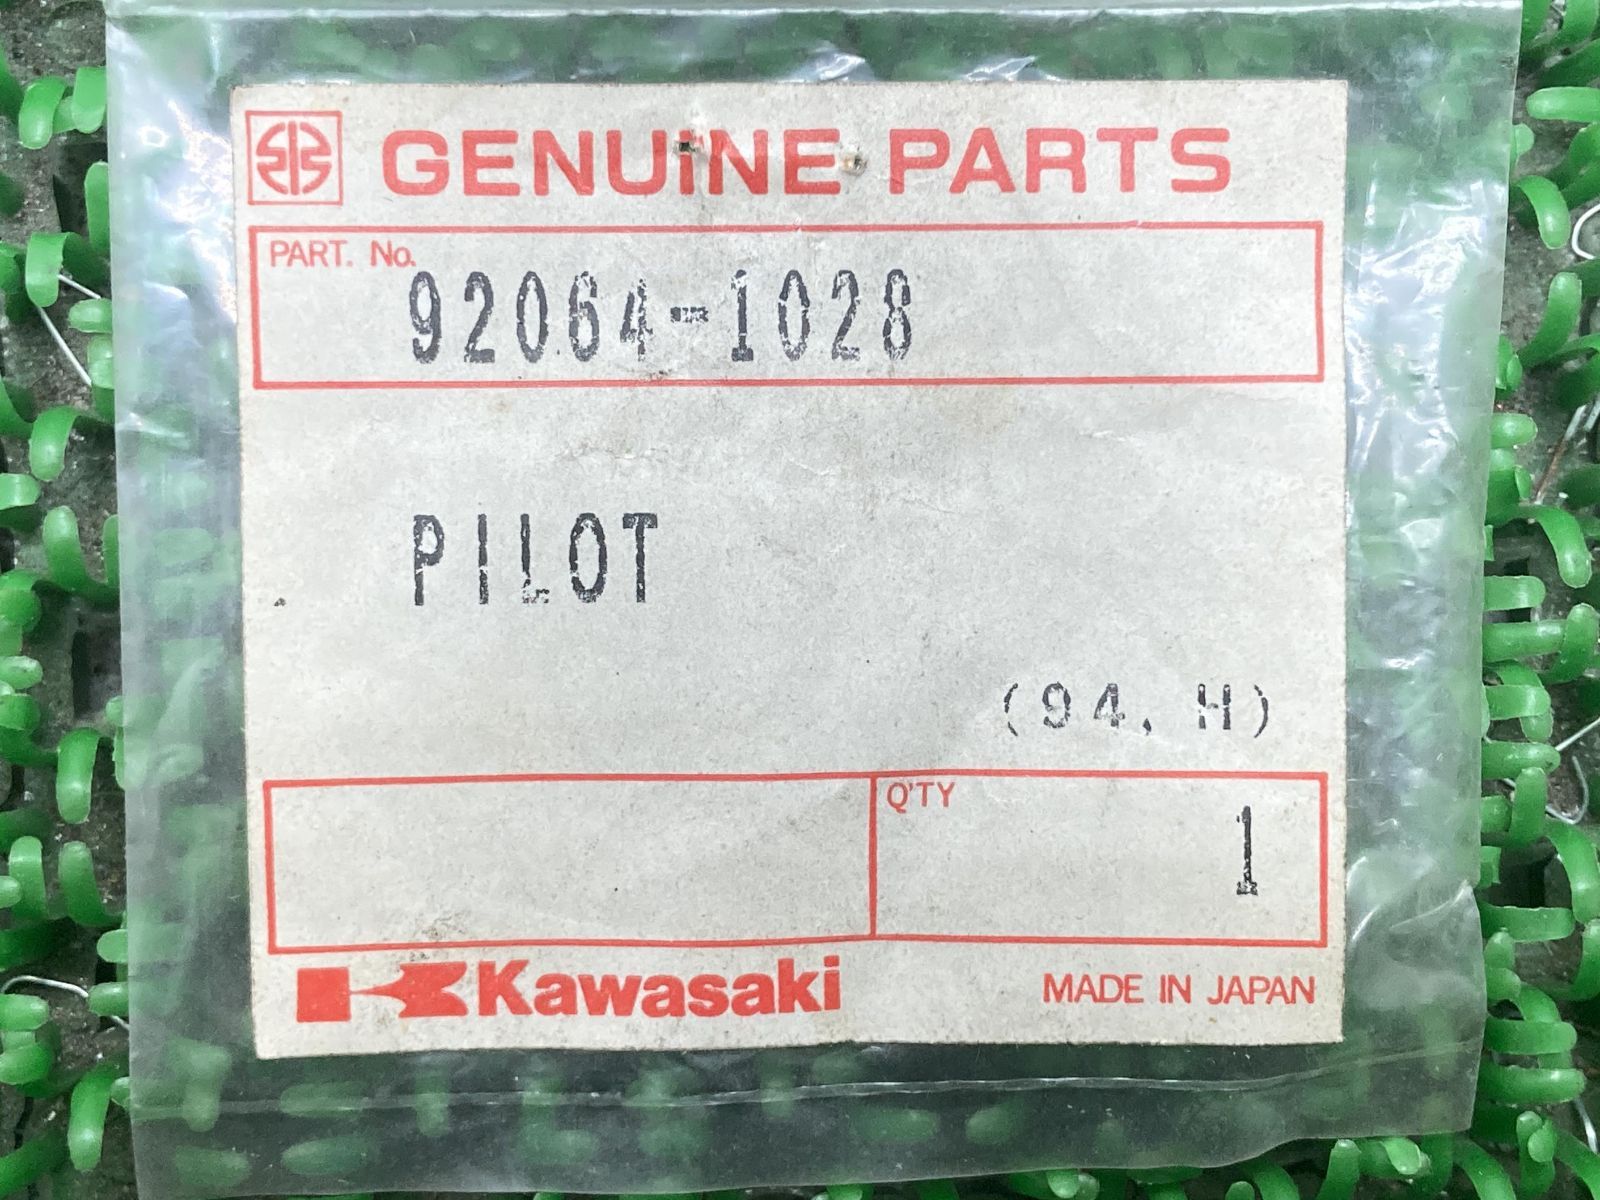 GENUINE PARTS
PART. No.
92064-1028
PILOT
(94. H)
Q'TY
1
Kawasaki
MADE IN JAPAN